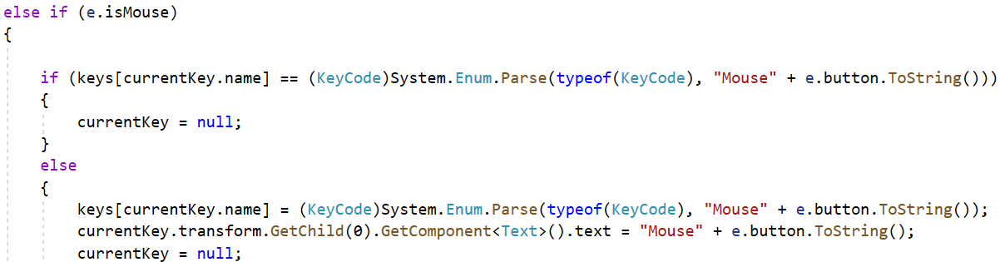 else if (e.isMouse)
{
if (keys[currentKey.name] == (KeyCode)System.Enum.Parse(typeof(KeyCode), "Mouse" + e.button.ToString()))
{
currentKey = null;
}
else
{
keys[currentKey.name] = (KeyCode)System.Enum.Parse(typeof(KeyCode), "Mouse" + e.button.ToString());
currentKey.transform.GetChild(0).GetComponent<Text>().text = "Mouse" + e.button.ToString();
currentKey = null;